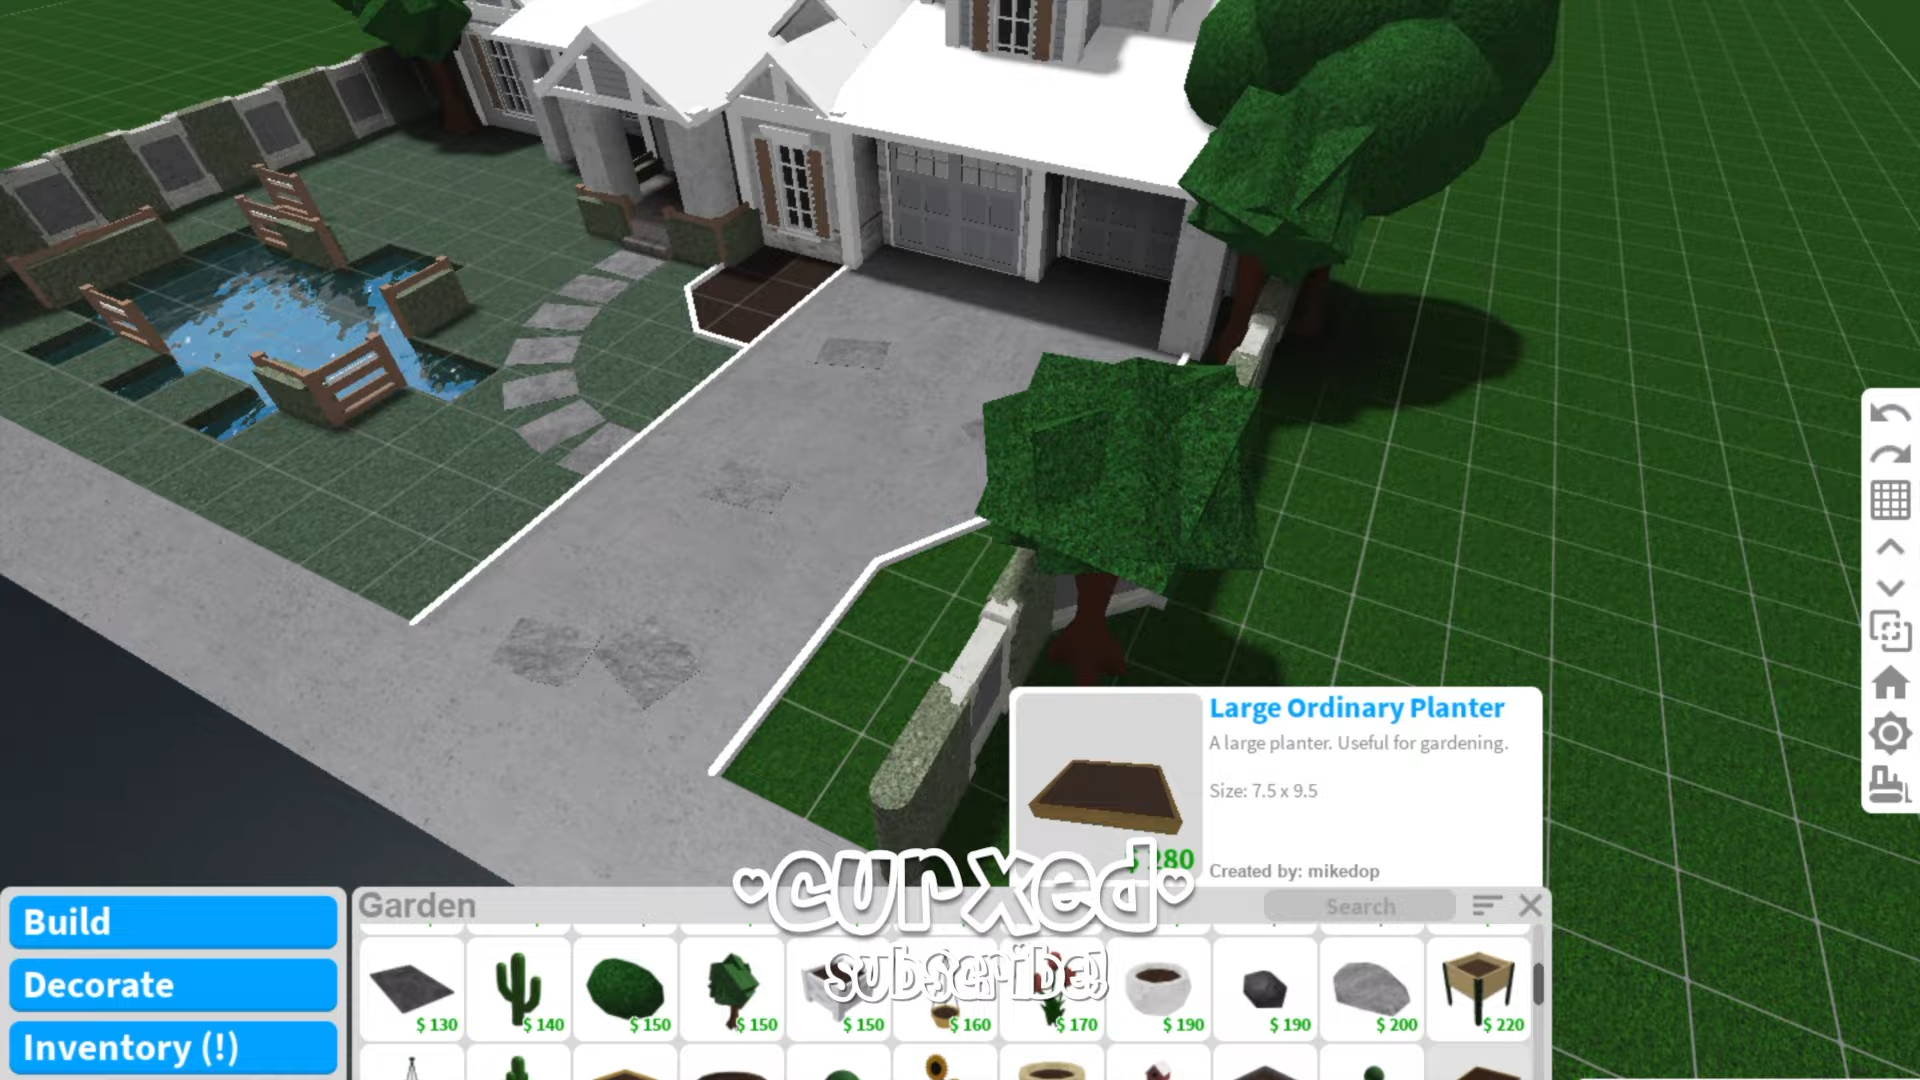 Large Ordinary Planter
A large planter. Useful for gardening.
Size: 7.5 x 9.5
$ 280
Created by: mikedop
•curxed•
subscribe!
Build
Decorate
Inventory (!)
Garden
Search
$ 130
$ 140
$ 150
$ 150
$ 150
$ 160
$ 170
$ 190
$ 190
$ 200
$ 220